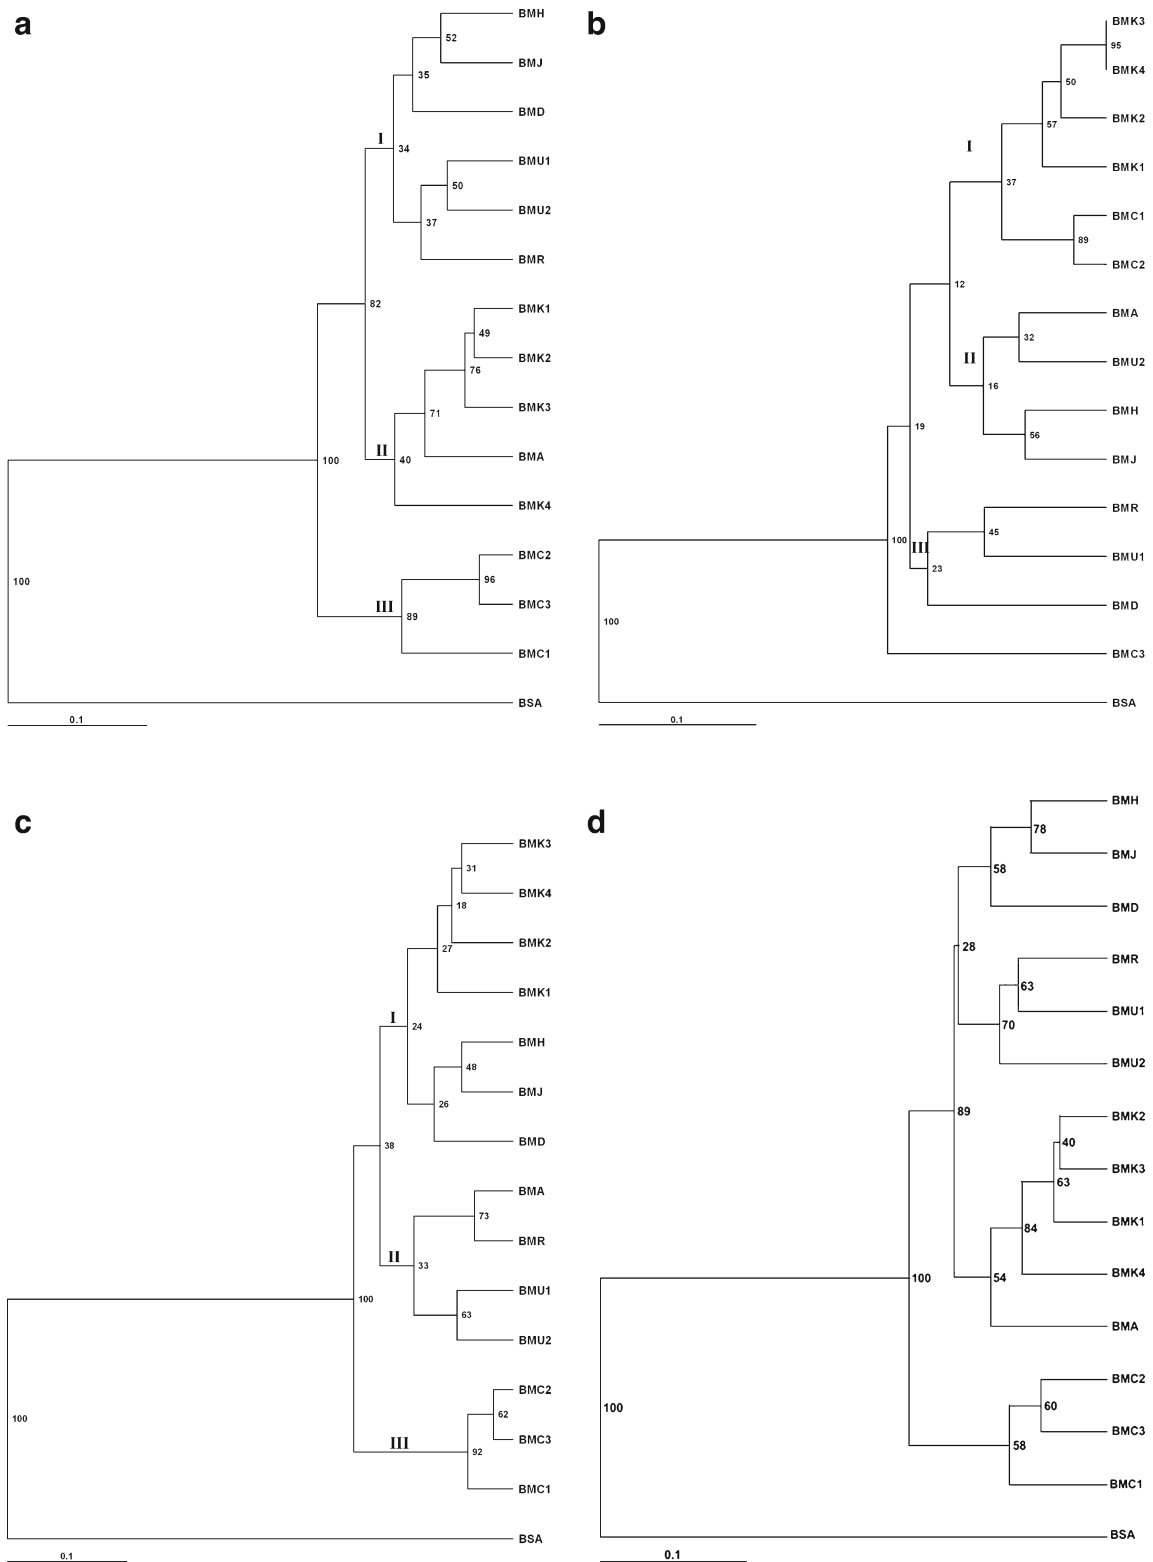 a
BMH
52
BMJ
35
BMD
I
34
BMU1
50
BMU2
37
BMR
82
BMK1
49
BMK2
76
BMK3
71
BMA
II
40
BMK4
100
BMC2
96
BMC3
III
89
BMC1
100
BSA
0.1
b
BMK3
95
BMK4
50
BMK2
57
BMK1
I
37
BMC1
89
BMC2
12
BMA
32
BMU2
II
16
BMH
56
BMJ
19
BMR
45
BMU1
100
III
23
BMD
BMC3
100
BSA
0.1
c
BMK3
31
BMK4
18
BMK2
27
BMK1
I
24
BMH
48
BMJ
26
BMD
38
BMA
73
BMR
II
33
BMU1
63
BMU2
100
BMC2
62
BMC3
III
92
BMC1
100
BSA
0.1
d
BMH
78
BMJ
58
BMD
28
BMR
63
BMU1
70
BMU2
89
BMK2
40
BMK3
63
BMK1
84
BMK4
54
BMA
100
BMC2
60
BMC3
58
BMC1
100
BSA
0.1